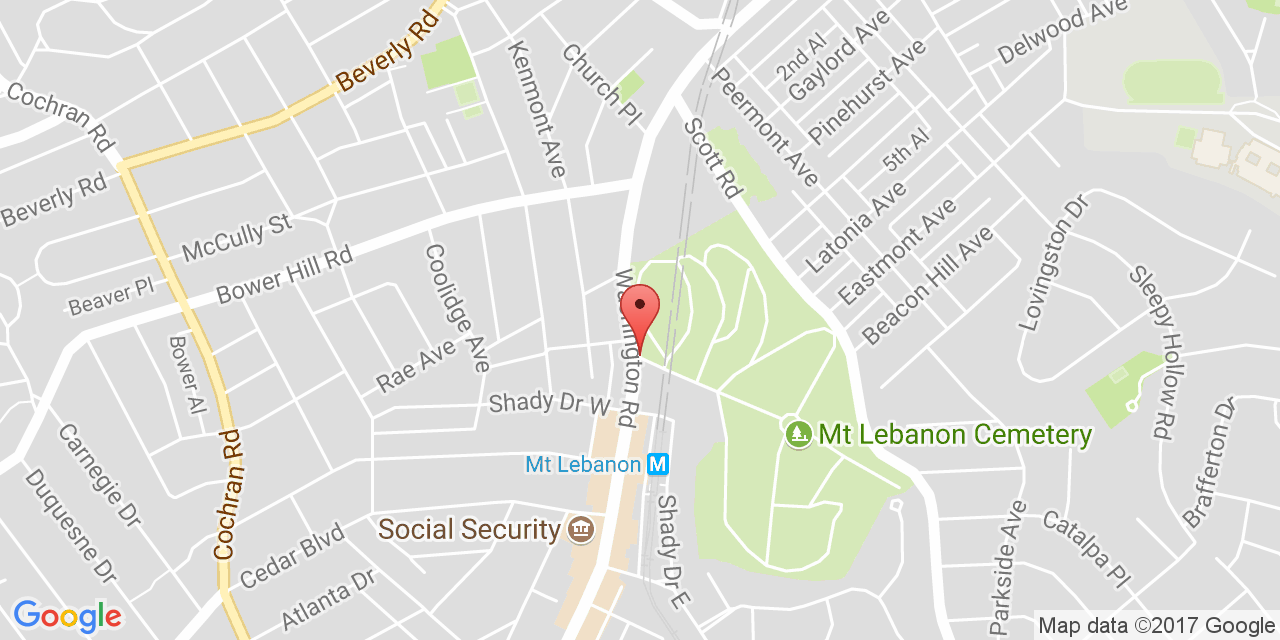 Beverly Rd
Delwood Ave
2nd Al
Gaylord Ave
Kenmont Ave
Church Pl
Pinehurst Ave
Peermont Ave
Cochran Rd
Scott Rd
5th Al
Beverly Rd
McCully St
Latonia Ave
Eastmont Ave
Beacon Hill Ave
Lovingston Dr
Bower Hill Rd
Beaver Pl
Coolidge Ave
Sleepy Hollow Rd
Washington Rd
Rae Ave
Bower Al
Shady Dr W
Brafferton Dr
Mt Lebanon Cemetery
Carnegie Dr
Cochran Rd
Mt Lebanon M
Duquesne Dr
Social Security
Shady Dr E
Cedar Blvd
Parkside Ave
Catalpa Pl
Atlanta Dr
Google
Map data ©2017 Google